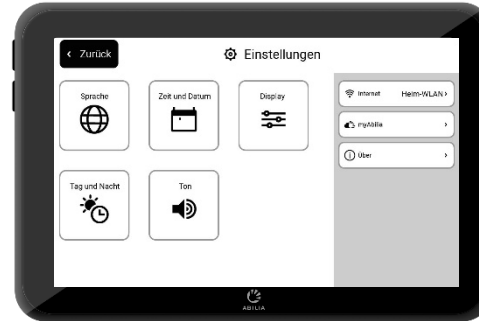 ‹ Zurück
Einstellungen
Sprache
Zeit und Datum
Display
Tag und Nacht
Ton
Internet Heim-WLAN ›
myAbilia ›
Über ›
ABILIA